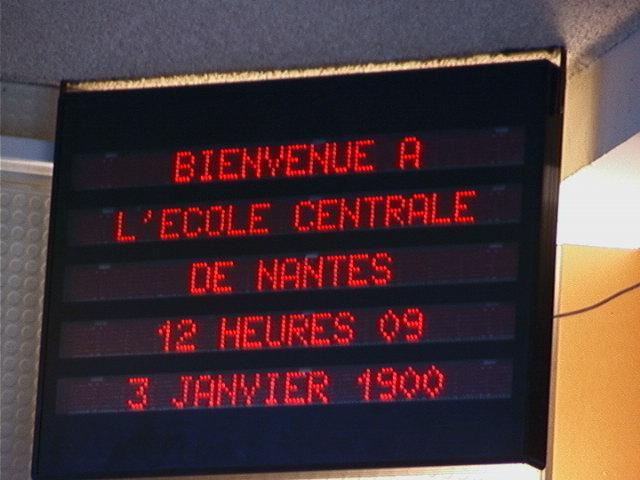 BIENVENUE A
L'ECOLE CENTRALE
DE NANTES
12 HEURES 09
3 JANVIER 1900